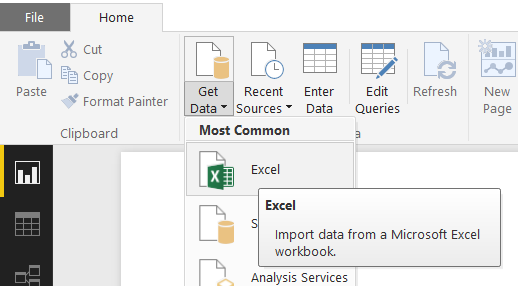 File Home
Cut
Copy
Format Painter
Paste
Clipboard
Get
Data
Recent
Sources
Enter
Data
Edit
Queries
Refresh
New
Page
Most Common
Excel
Excel
Import data from a Microsoft Excel
workbook.
Analysis Services